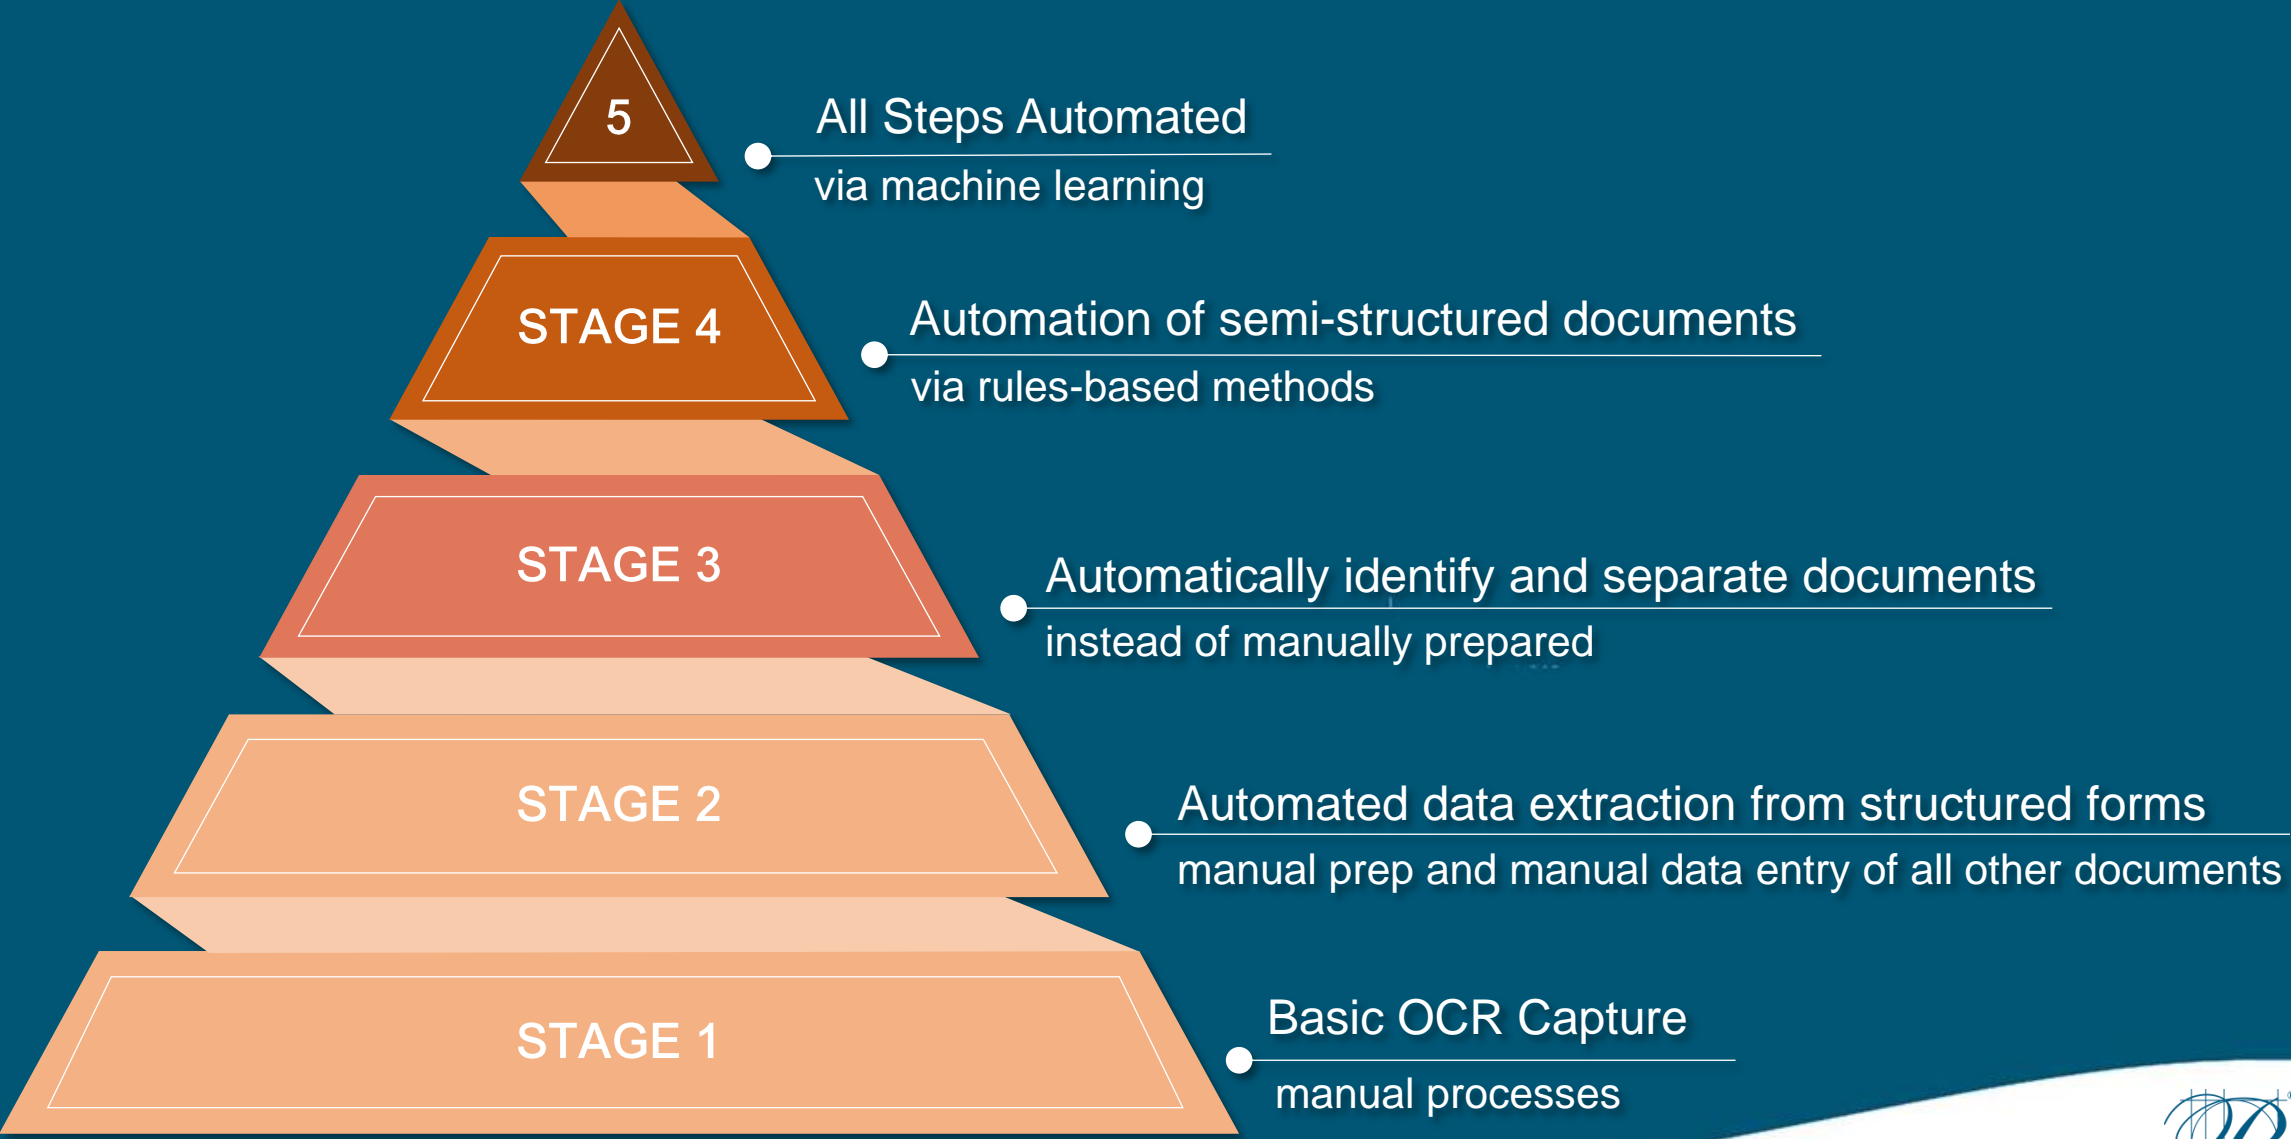 5
All Steps Automated
via machine learning
STAGE 4
Automation of semi-structured documents
via rules-based methods
STAGE 3
Automatically identify and separate documents
instead of manually prepared
STAGE 2
Automated data extraction from structured forms
manual prep and manual data entry of all other documents
STAGE 1
Basic OCR Capture
manual processes